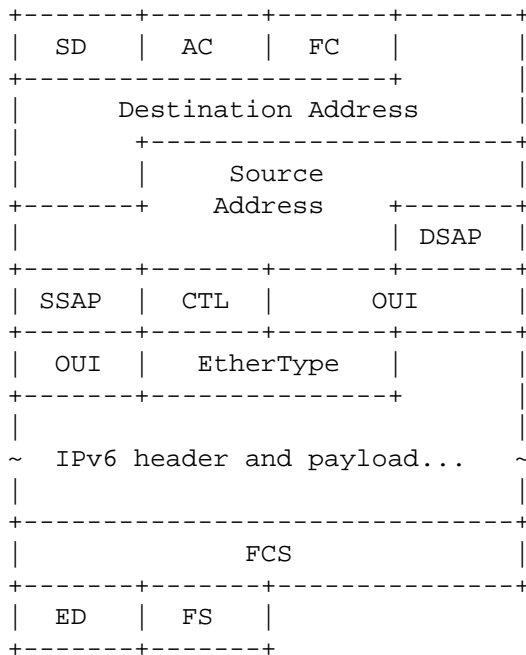 SD AC FC
Destination Address
Source
Address
DSAP
SSAP CTL OUI
OUI EtherType
~ IPv6 header and payload... ~
FCS
ED FS